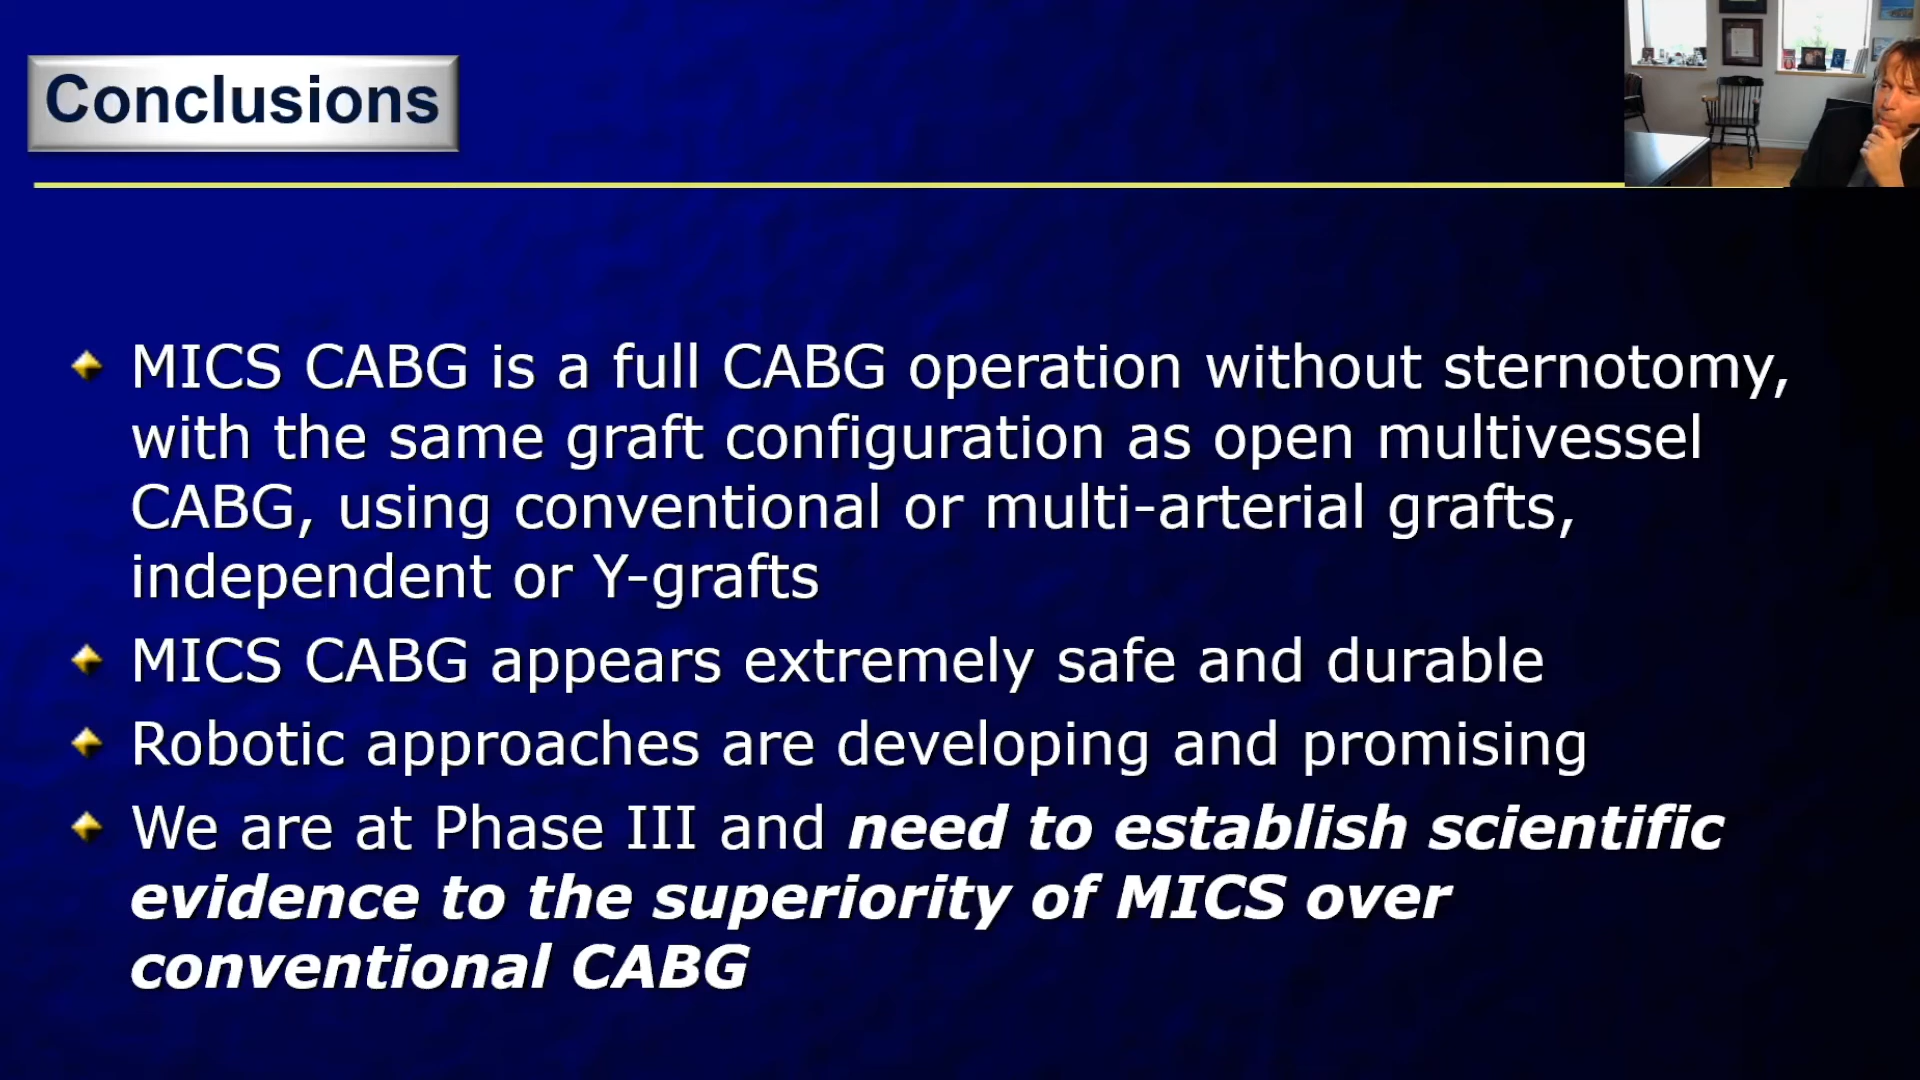 Conclusions
MICS CABG is a full CABG operation without sternotomy,
with the same graft configuration as open multivessel
CABG, using conventional or multi-arterial grafts,
independent or Y-grafts
MICS CABG appears extremely safe and durable
Robotic approaches are developing and promising
We are at Phase III and need to establish scientific
evidence to the superiority of MICS over
conventional CABG